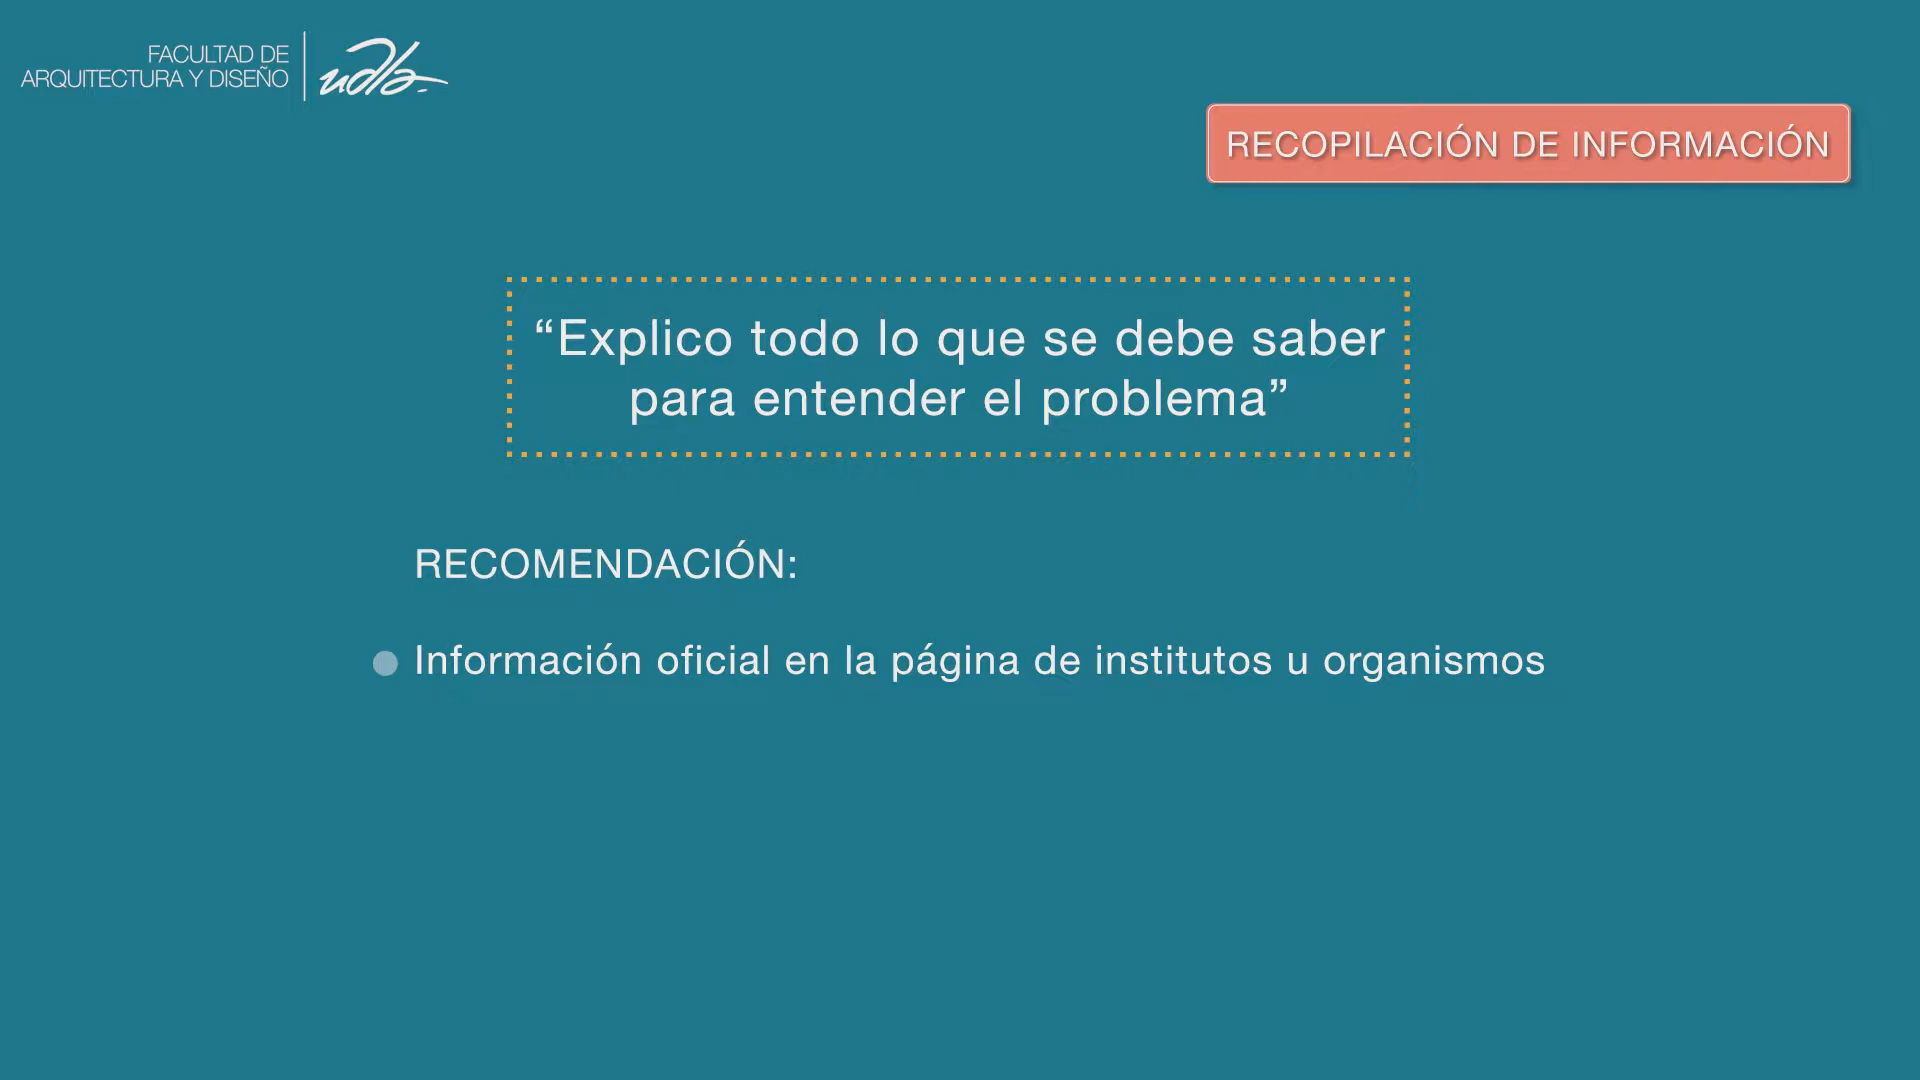 FACULTAD DE
ARQUITECTURA Y DISEÑO
udla-
RECOPILACIÓN DE INFORMACIÓN
“Explico todo lo que se debe saber
para entender el problema”
RECOMENDACIÓN:
Información oficial en la página de institutos u organismos